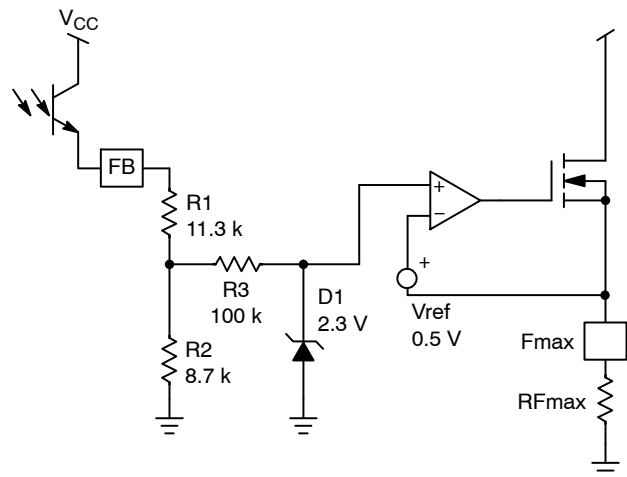 VCC
FB
R1
11.3 k
R3
100 k
D1
2.3 V
R2
8.7 k
+
−
+
Vref
0.5 V
Fmax
RFmax